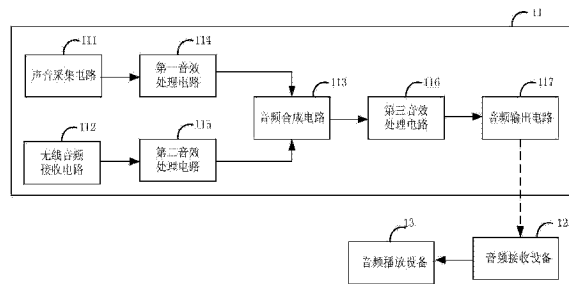 11
111
114
声音采集电路
第一音效
处理电路
113
116
117
音频合成电路
第三音效
处理电路
音频输出电路
112
115
无线音频
接收电路
第二音效
处理电路
13
12
音频播放设备
音频接收设备